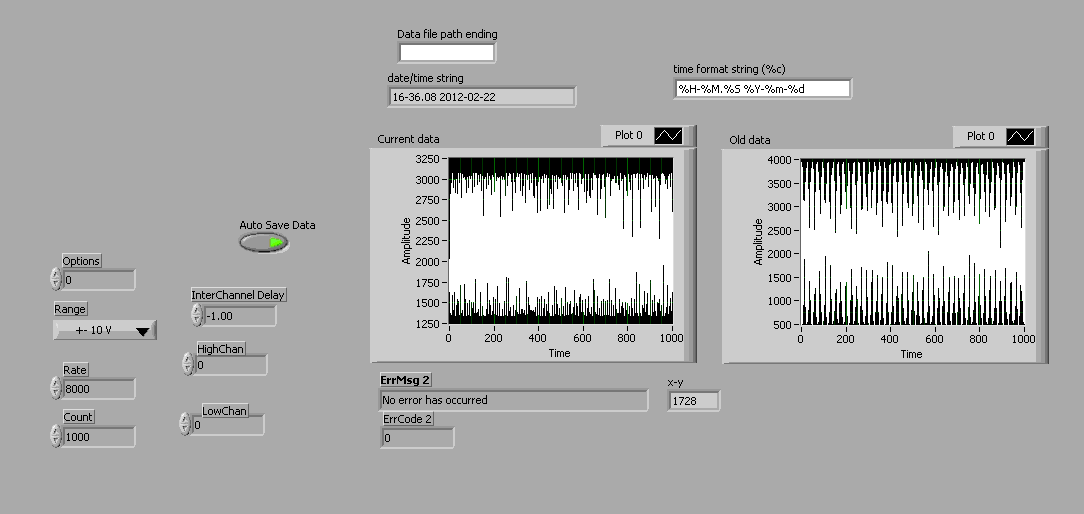 Data file path ending
date/time string
16-36.08 2012-02-22
time format string (%c)
%H-%M.%S %Y-%m-%d
Auto Save Data
Options
0
Range
+- 10 V
Rate
8000
Count
1000
InterChannel Delay
-1.00
HighChan
0
LowChan
0
Current data
Plot 0
Amplitude
3250
3000
2750
2500
2250
2000
1750
1500
1250
0 200 400 600 800 1000
Time
Old data
Plot 0
Amplitude
4000
3500
3000
2500
2000
1500
1000
500
0 200 400 600 800 1000
Time
ErrMsg 2
No error has occurred
ErrCode 2
0
x-y
1728